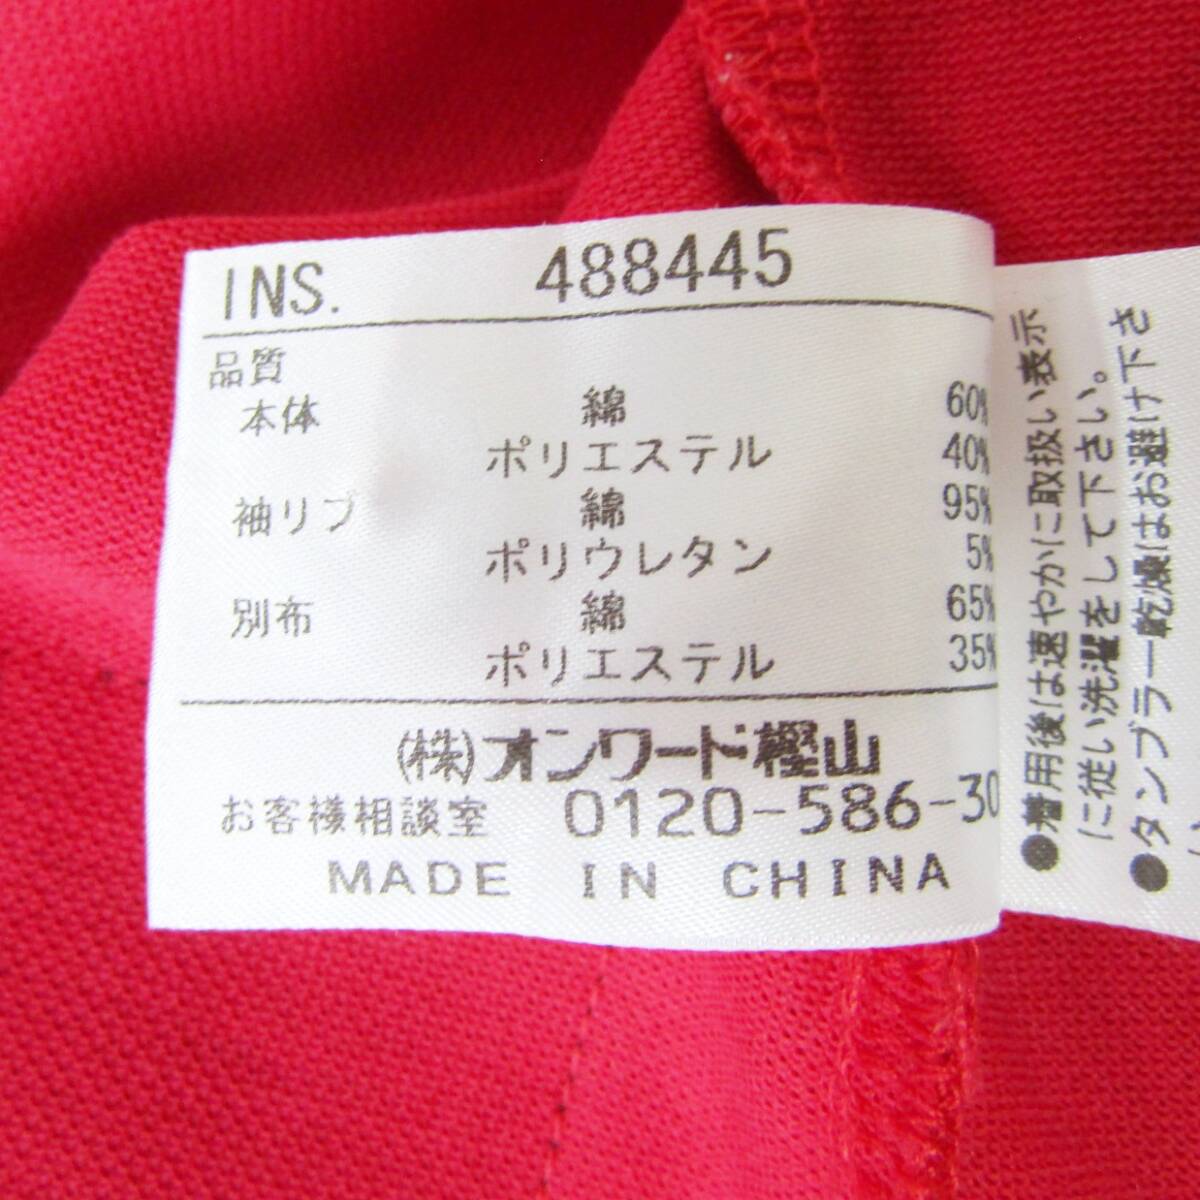 INS. 488445
品質
本体 綿 60%
ポリエステル 40%
袖リブ 綿 95%
ポリウレタン 5%
別布 綿 65%
ポリエステル 35%
(株)オンワード樫山
お客様相談室 0120-586-30
MADE IN CHINA
●着用後は速やかに取扱い表示
に従い洗濯をして下さい。
●タンブラー乾燥はお避け下さ
い